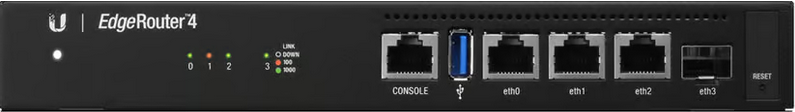 U | EdgeRouter 4
LINK
DOWN
100
1000
0 1 2 3
CONSOLE
eth0
eth1
eth2
eth3
RESET